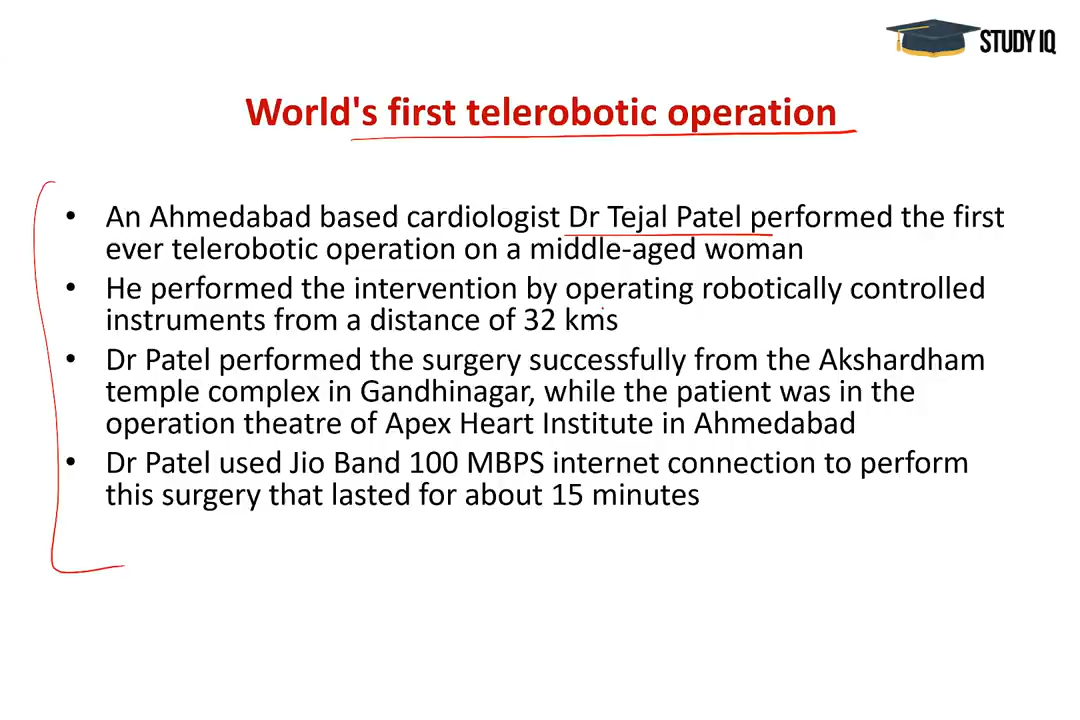 STUDY IQ
World's first telerobotic operation
• An Ahmedabad based cardiologist Dr Tejal Patel performed the first
ever telerobotic operation on a middle-aged woman
• He performed the intervention by operating robotically controlled
instruments from a distance of 32 kms
• Dr Patel performed the surgery successfully from the Akshardham
temple complex in Gandhinagar, while the patient was in the
operation theatre of Apex Heart Institute in Ahmedabad
• Dr Patel used Jio Band 100 MBPS internet connection to perform
this surgery that lasted for about 15 minutes